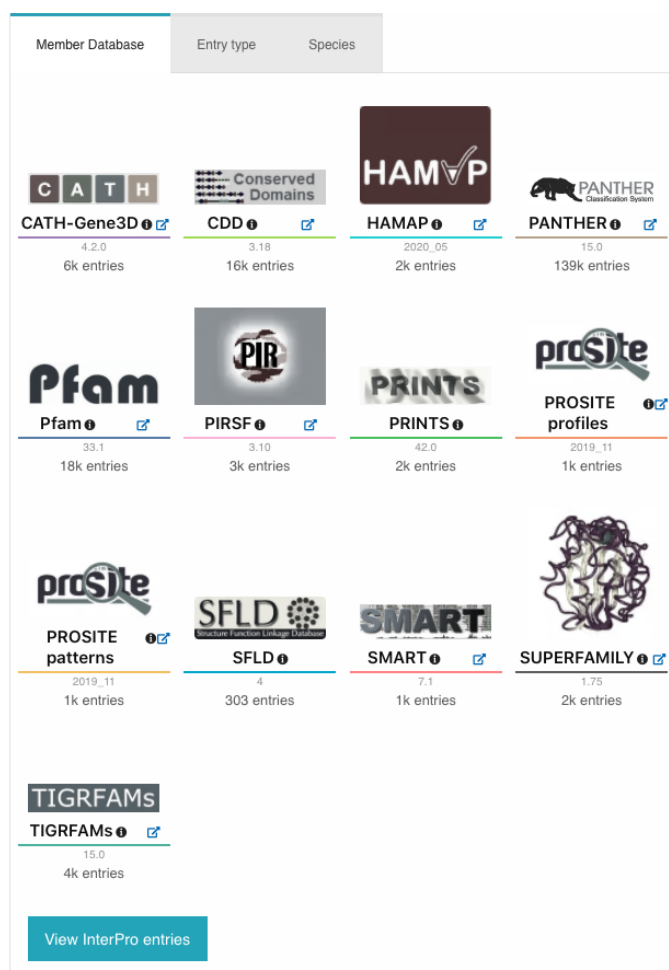 Member Database Entry type Species
CATH
Conserved
Domains
HAMAP
PANTHER
Classification System
CATH-Gene3D CDD HAMAP PANTHER
4.2.0 3.18 2020_05 15.0
6k entries 16k entries 2k entries 139k entries
Pfam
PIR
PRINTS
prosite
Pfam PIRSF PRINTS PROSITE
profiles
33.1 3.10 42.0 2019_11
18k entries 3k entries 2k entries 1k entries
prosite
SFLD
Structure Function Linkage Database
SMART
PROSITE
patterns
SFLD SMART SUPERFAMILY
2019_11 4 7.1 1.75
1k entries 303 entries 1k entries 2k entries
TIGRFAMs
TIGRFAMs
15.0
4k entries
View InterPro entries